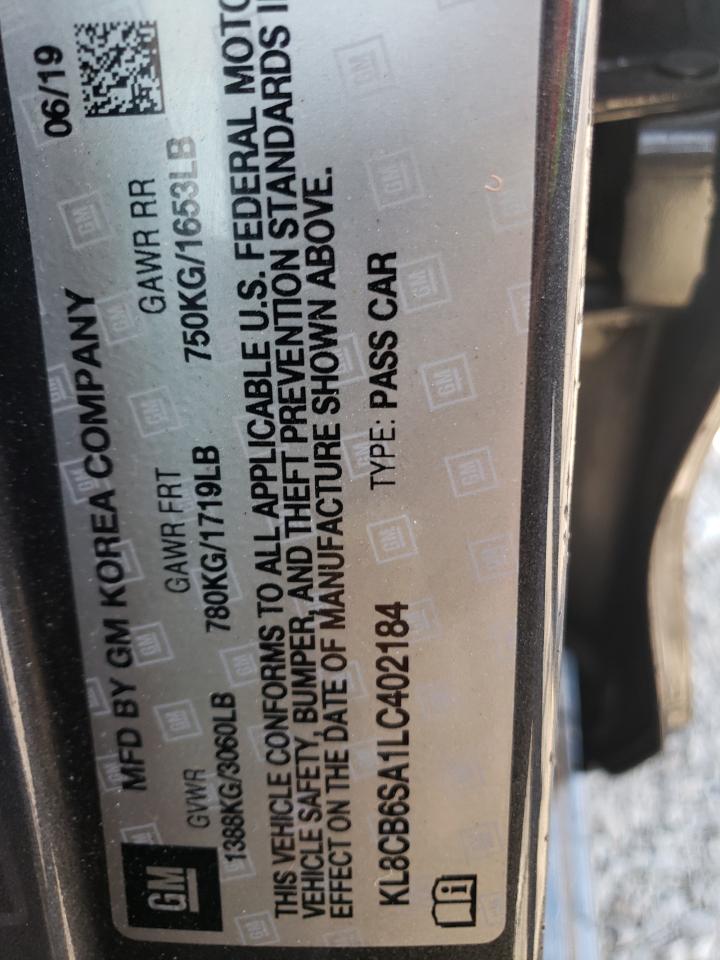 GM
MFD BY GM KOREA COMPANY
06/19
GVWR GAWR FRT GAWR RR
1388KG/3060LB 780KG/1719LB 750KG/1653LB
THIS VEHICLE CONFORMS TO ALL APPLICABLE U.S. FEDERAL
VEHICLE SAFETY, BUMPER, AND THEFT PREVENTION STANDARDS
EFFECT ON THE DATE OF MANUFACTURE SHOWN ABOVE.
KL8CB6SA1LC402184 TYPE: PASS CAR